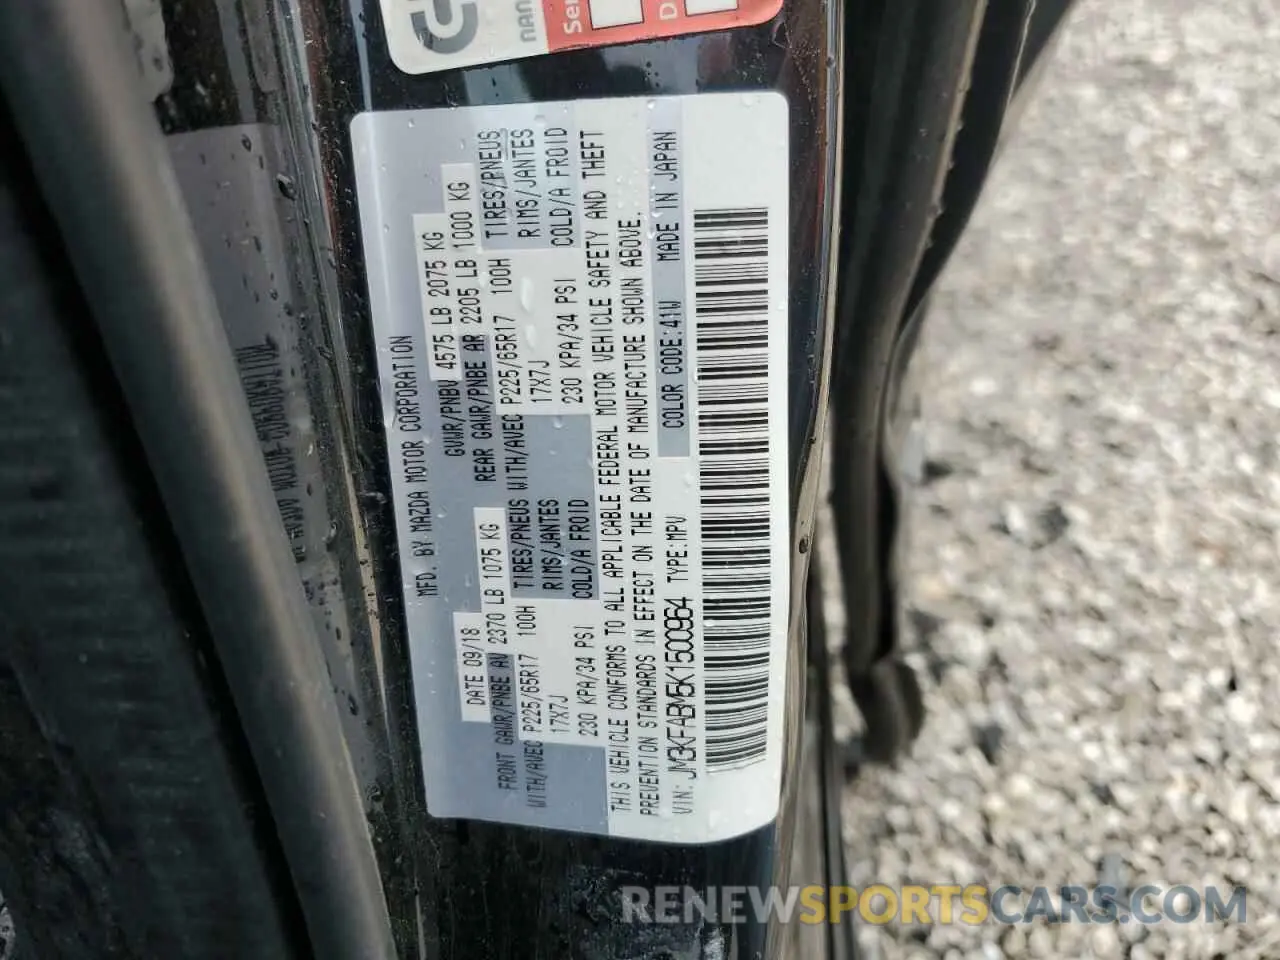 MFD. BY MAZDA MOTOR CORPORATION
DATE 09/18 GVWR/PNBV 4575 LB 2075 KG
FRONT GAWR/PNBE AV 2370 LB 1075 KG REAR GAWR/PNBE AR 2205 LB 1000 KG
WITH/AVEC P225/65R17 100H TIRES/PNEUS WITH/AVEC P225/65R17 100H TIRES/PNEUS
17X7J RIMS/JANTES 17X7J RIMS/JANTES
230 KPA/34 PSI COLD/A FROID 230 KPA/34 PSI COLD/A FROID
THIS VEHICLE CONFORMS TO ALL APPLICABLE FEDERAL MOTOR VEHICLE SAFETY AND THEFT
PREVENTION STANDARDS IN EFFECT ON THE DATE OF MANUFACTURE SHOWN ABOVE.
VIN: JM3KFABM5K1500964 TYPE:MPV COLOR CODE:41W MADE IN JAPAN
RENEWSPORTSCARS.COM